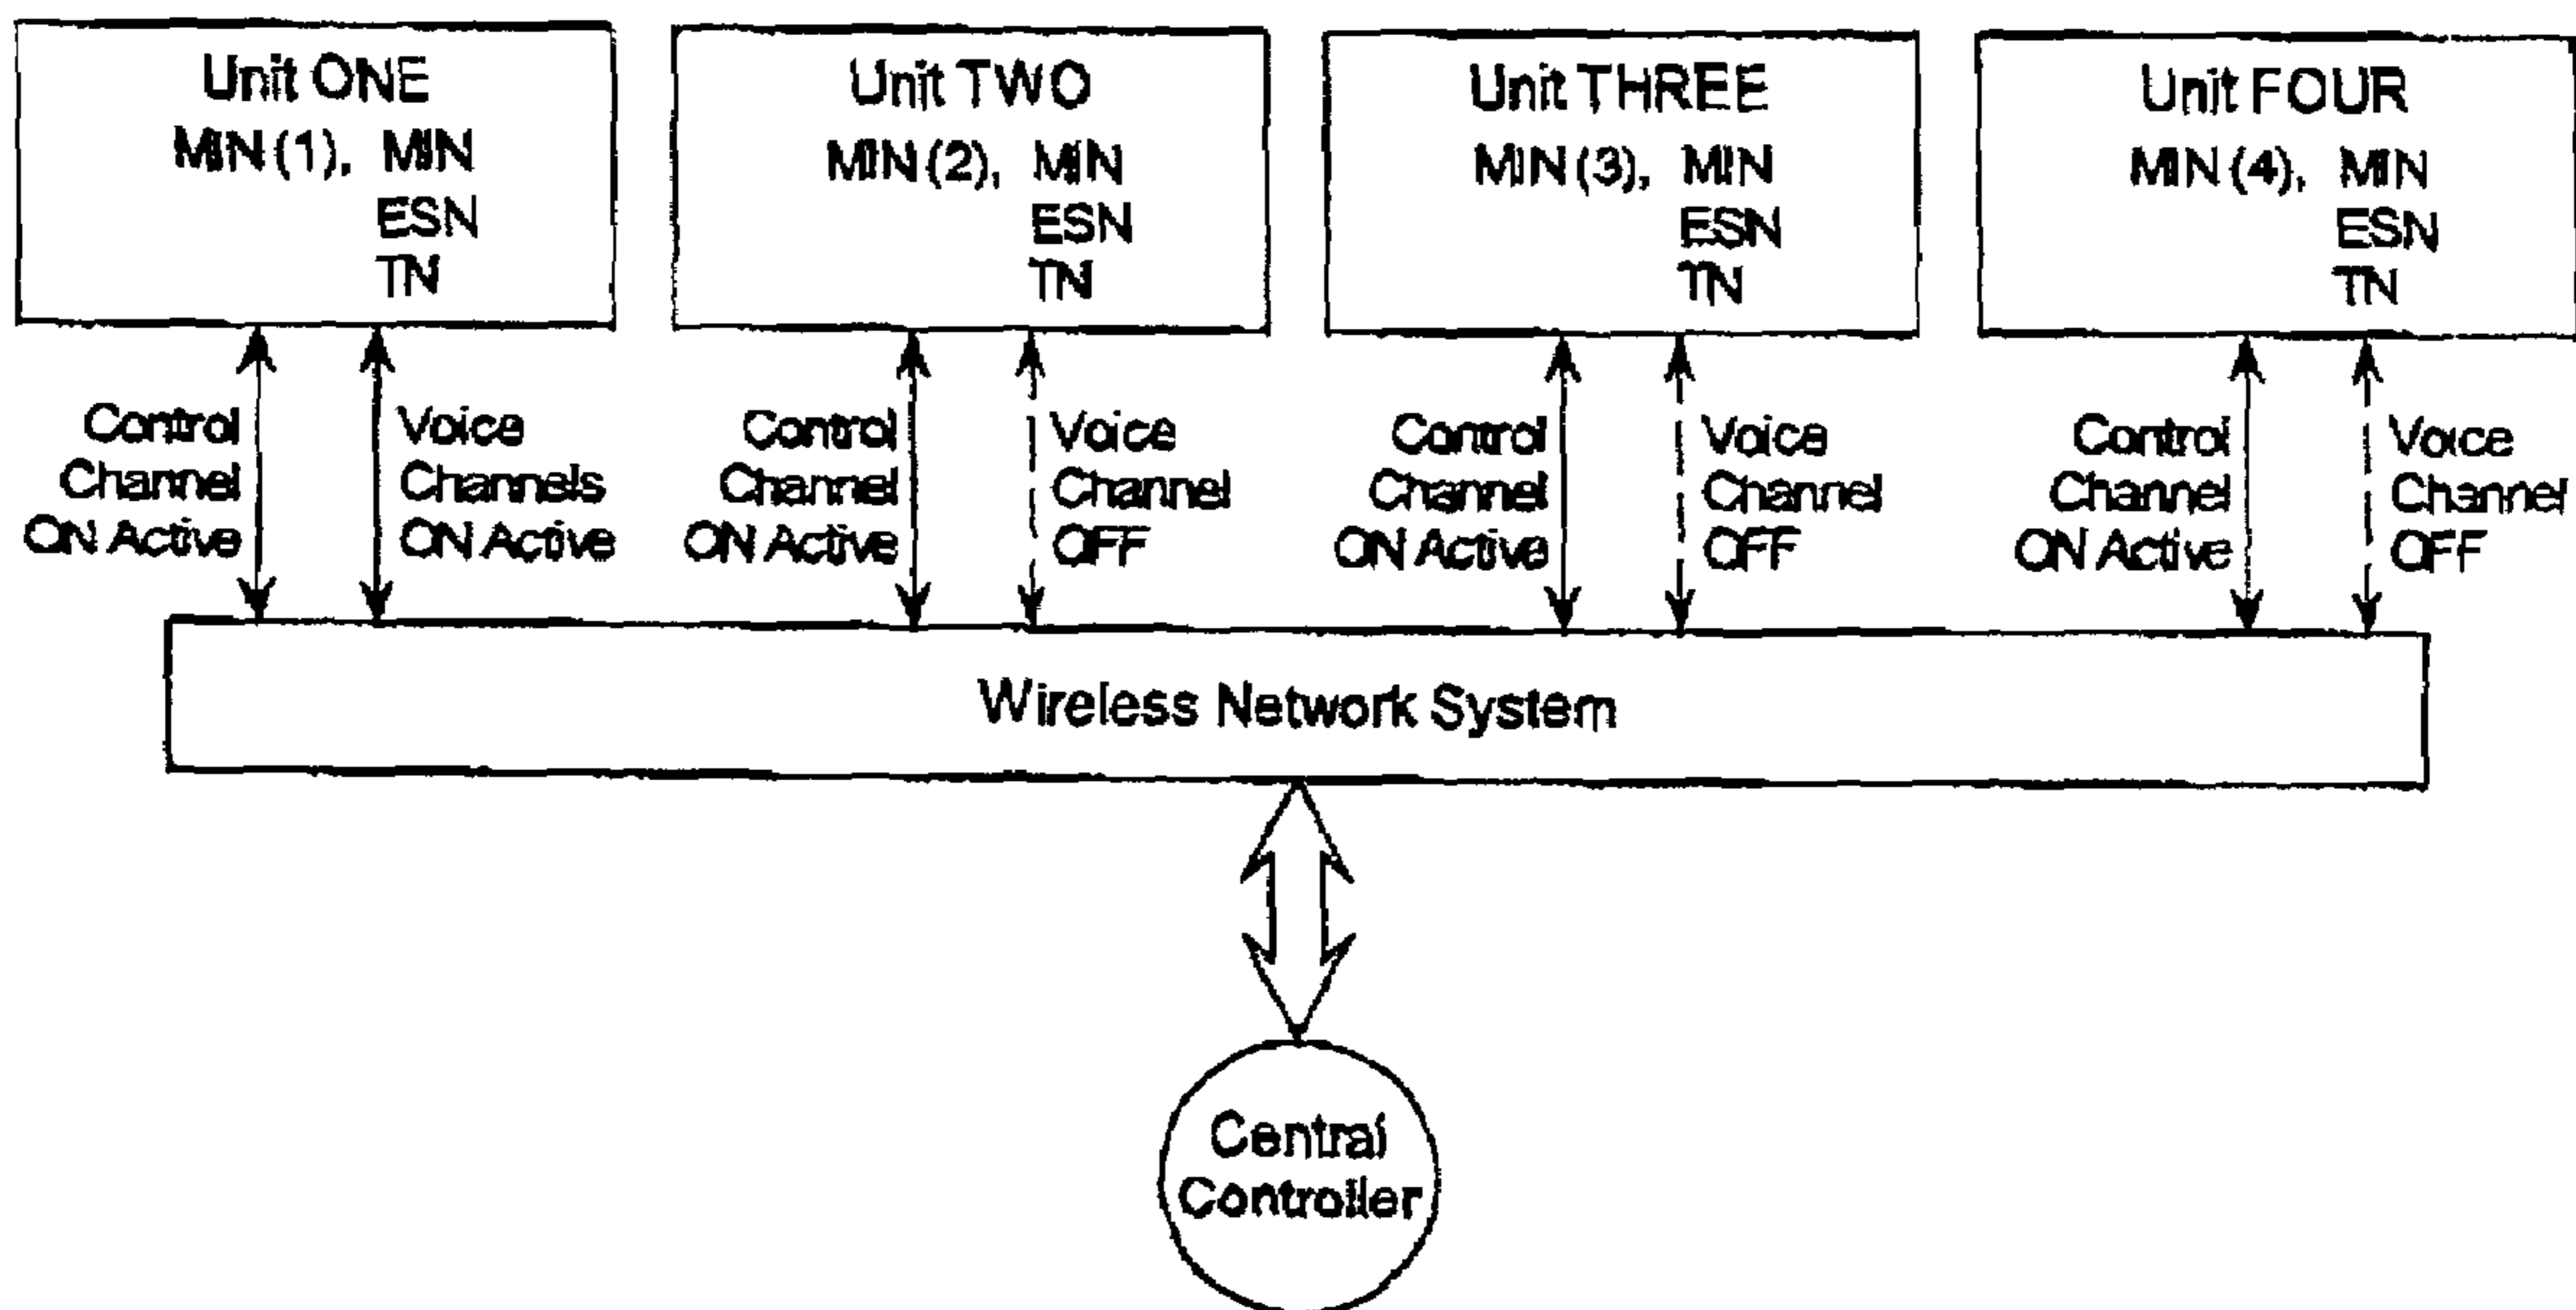 Unit ONE
MIN (1), MIN
ESN
TN
Unit TWO
MIN (2), MIN
ESN
TN
Unit THREE
MIN (3), MIN
ESN
TN
Unit FOUR
MIN (4), MIN
ESN
TN
Control
Channel
ON Active
Voice
Channels
ON Active
Control
Channel
ON Active
Voice
Channel
OFF
Control
Channel
ON Active
Voice
Channel
OFF
Control
Channel
ON Active
Voice
Channel
OFF
Wireless Network System
Central
Controller